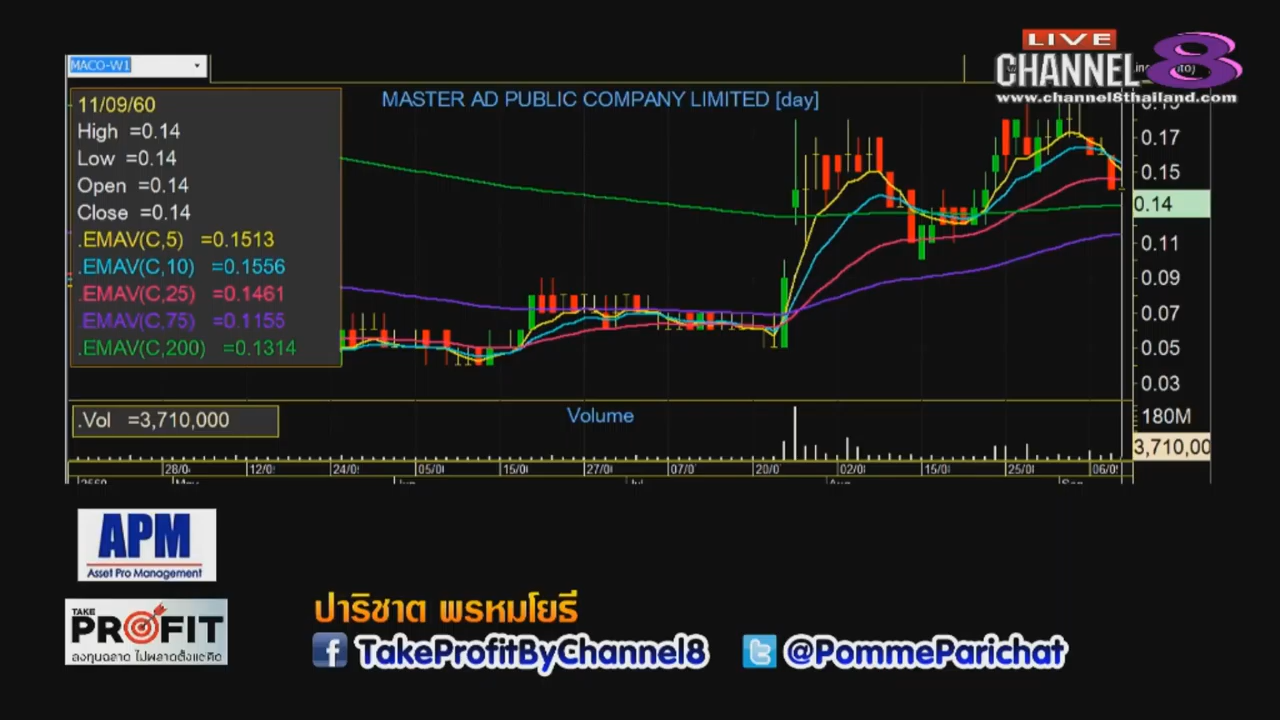 LIVE
CHANNEL 8
www.channel8thailand.com
MACO-W1
MASTER AD PUBLIC COMPANY LIMITED [day]
11/09/60
High =0.14
Low =0.14
Open =0.14
Close =0.14
.EMAV(C,5) =0.1513
.EMAV(C,10) =0.1556
.EMAV(C,25) =0.1461
.EMAV(C,75) =0.1155
.EMAV(C,200) =0.1314
0.17
0.15
0.14
0.11
0.09
0.07
0.05
0.03
.Vol =3,710,000
Volume
180M
3,710,00
28/0
12/0
24/0
05/0
15/0
27/0
07/0
20/0
02/0
15/0
25/0
06/0
APM
Asset Pro Management
TAKE
PROFIT
ลงทุนฉลาด ไม่พลาดตั้งแต่คิด
ปาริชาต พรหมโยธี
TakeProfitByChannel8
@PommeParichat